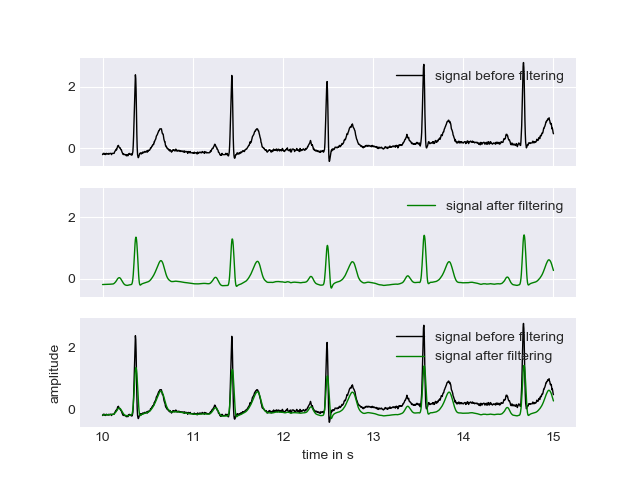 signal before filtering
2
0
signal after filtering
2
0
signal before filtering
signal after filtering
2
0
amplitude
10 11 12 13 14 15
time in s